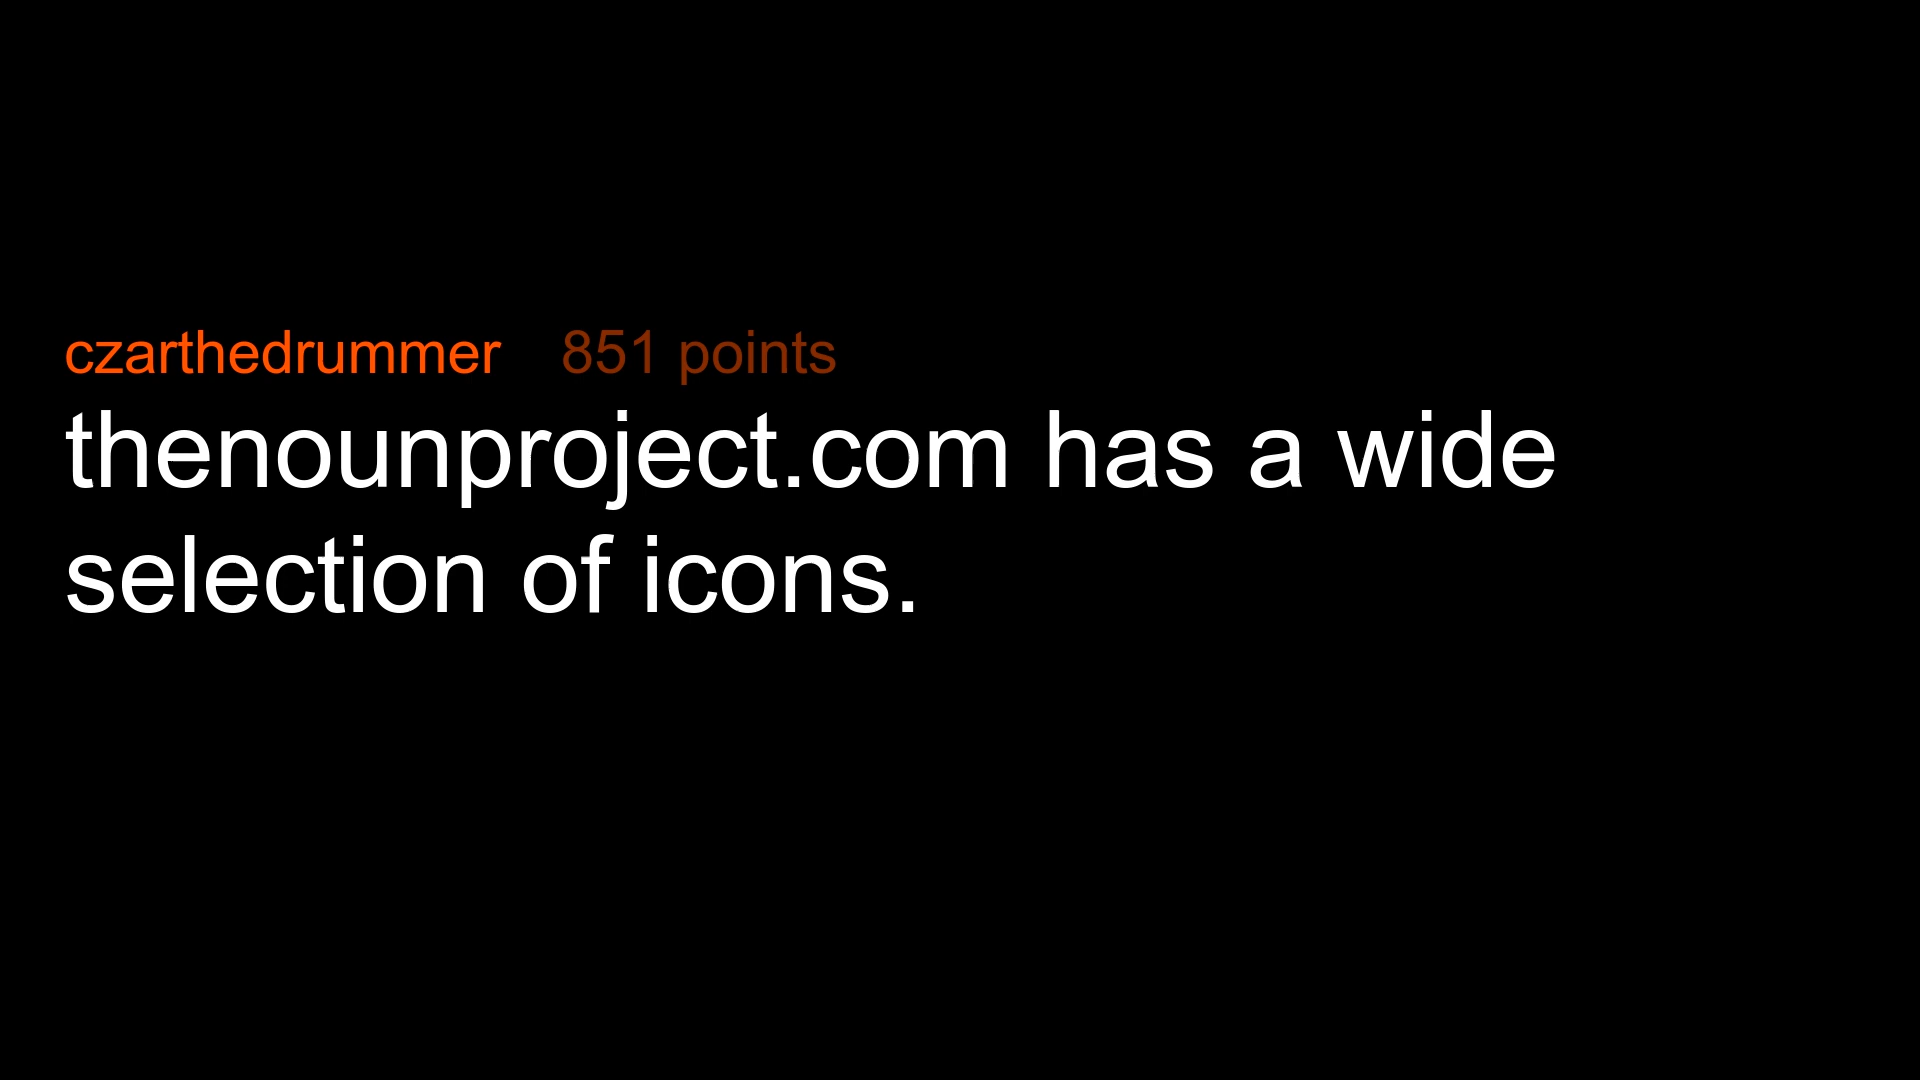 czarthedrummer 851 points
thenounproject.com has a wide
selection of icons.